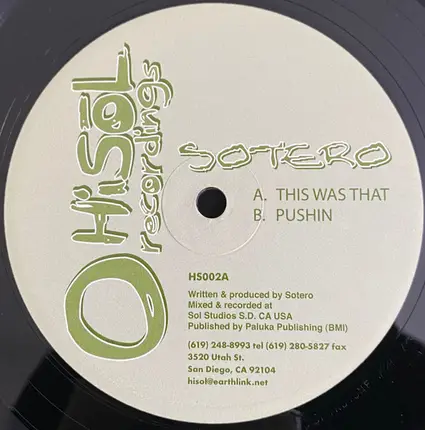 HiSōL
recordings
SOTERO
A. THIS WAS THAT
B. PUSHIN
HS002A
Written & produced by Sotero
Mixed & recorded at
Sol Studios S.D. CA USA
Published by Paluka Publishing (BMI)
(619) 248-8993 tel (619) 280-5827 fax
3520 Utah St.
San Diego, CA 92104
hisol@earthlink.net